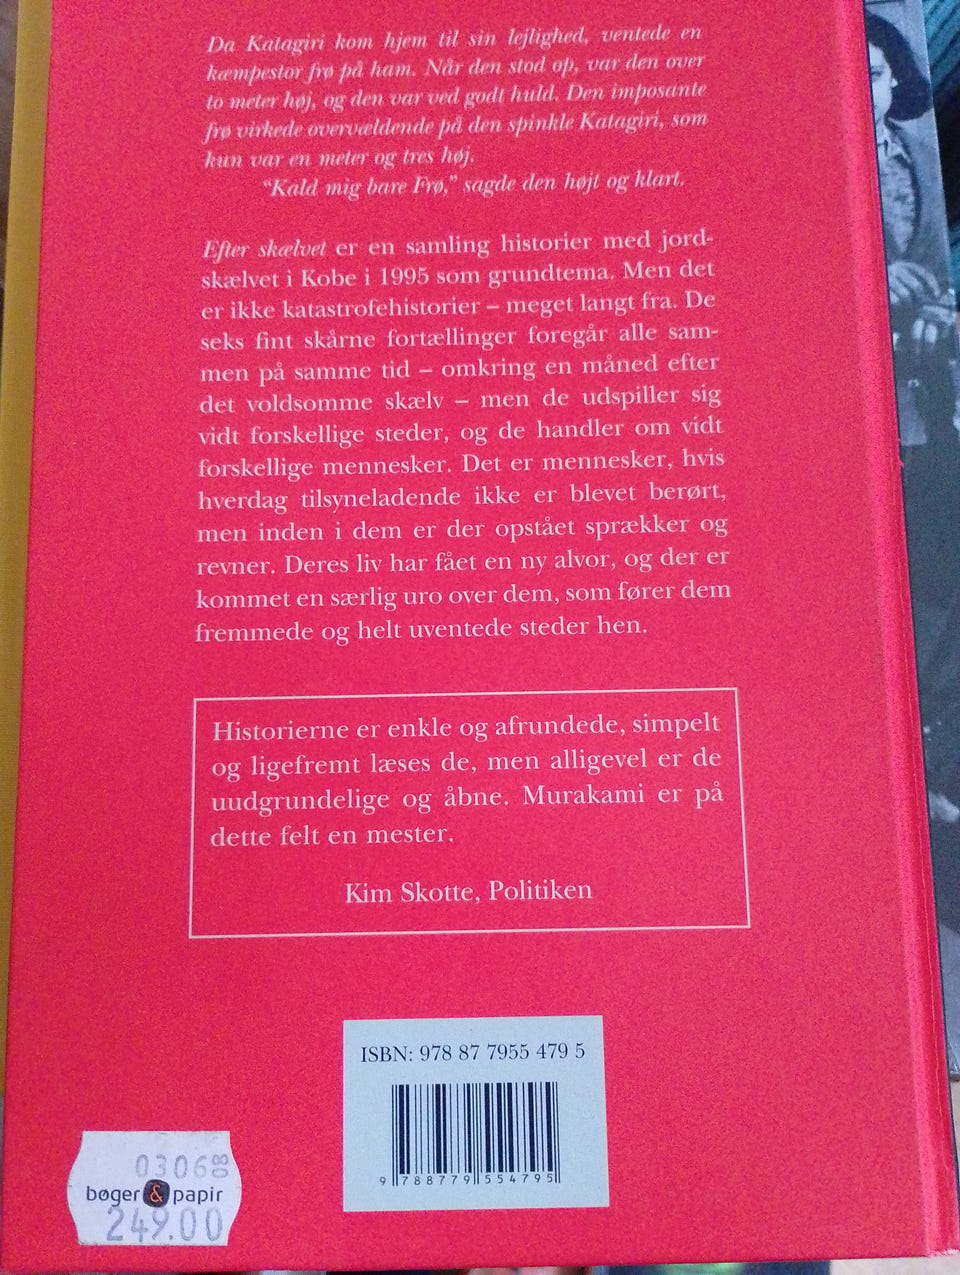 Da Katagiri kom hjem til sin lejlighed, ventede en
kæmpestor frø på ham. Når den stod op, var den over
to meter høj, og den var ved godt huld. Den imposante
frø virkede overvældende på den spinkle Katagiri, som
kun var en meter og tres høj.
"Kald mig bare Frø," sagde den højt og klart.
Efter skælvet er en samling historier med jord-
skælvet i Kobe i 1995 som grundtema. Men det
er ikke katastrofehistorier – meget langt fra. De
seks fint skårne fortællinger foregår alle sam-
men på samme tid – omkring en måned efter
det voldsomme skælv – men de udspiller sig
vidt forskellige steder, og de handler om vidt
forskellige mennesker. Det er mennesker, hvis
hverdag tilsyneladende ikke er blevet berørt,
men inden i dem er der opstået sprækker og
revner. Deres liv har fået en ny alvor, og der er
kommet en særlig uro over dem, som fører dem
fremmede og helt uventede steder hen.
Historierne er enkle og afrundede, simpelt
og ligefremt læses de, men alligevel er de
uudgrundelige og åbne. Murakami er på
dette felt en mester.
Kim Skotte, Politiken
ISBN: 978 87 7955 479 5
9 788779 554795
030608
bøger & papir
249.00